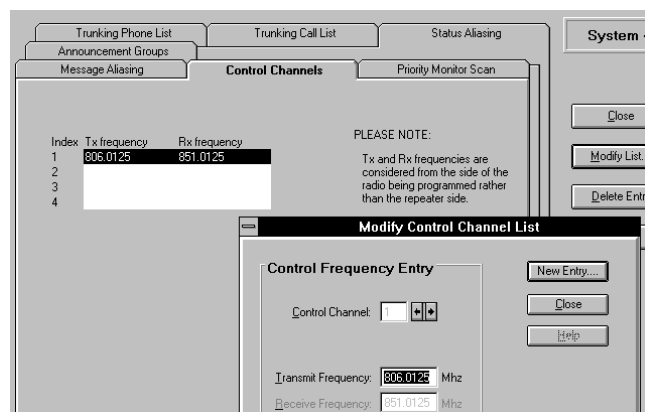 Trunking Phone List
Trunking Call List
Status Aliasing
Announcement Groups
Message Aliasing
Control Channels
Priority Monitor Scan
System
Close
Modify List.
Delete Entr
Index Tx frequency Rx frequency
1 806.0125 851.0125
2
3
4
PLEASE NOTE:
Tx and Rx frequencies are
considered from the side of the
radio being programmed rather
than the repeater side.
Modify Control Channel List
Control Frequency Entry
Control Channel: 1
Transmit Frequency: 806.0125 Mhz
Receive Frequency: 851.0125 Mhz
New Entry....
Close
Help